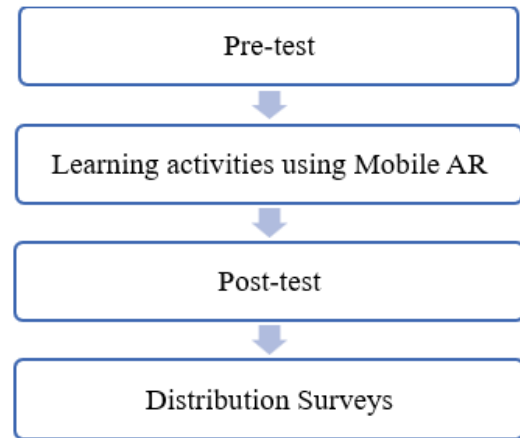 Pre-test
Learning activities using Mobile AR
Post-test
Distribution Surveys